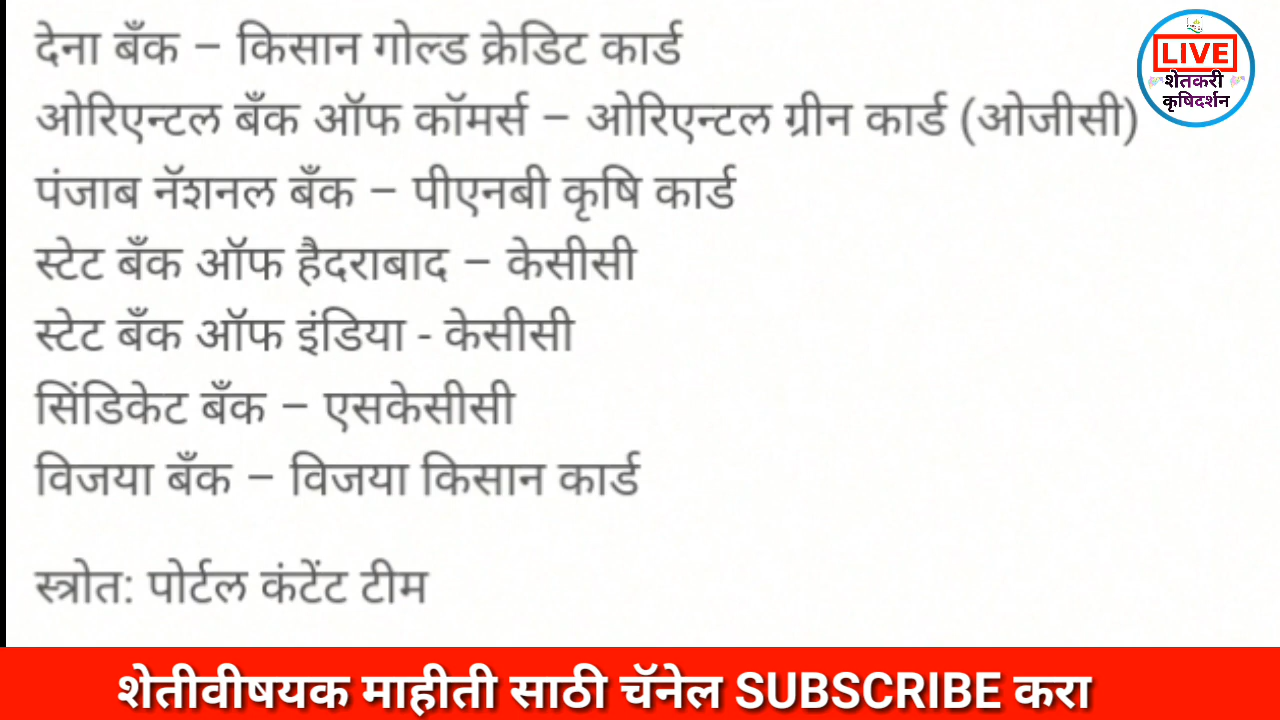 देना बँक – किसान गोल्ड क्रेडिट कार्ड
ओरिएन्टल बँक ऑफ कॉमर्स – ओरिएन्टल ग्रीन कार्ड (ओजीसी)
पंजाब नॅशनल बँक – पीएनबी कृषि कार्ड
स्टेट बँक ऑफ हैदराबाद – केसीसी
स्टेट बँक ऑफ इंडिया - केसीसी
सिंडिकेट बँक – एसकेसीसी
विजया बँक – विजया किसान कार्ड
स्त्रोत: पोर्टल कंटेंट टीम
LIVE
शेतकरी
कृषिदर्शन
शेतीवीषयक माहीती साठी चॅनेल SUBSCRIBE करा